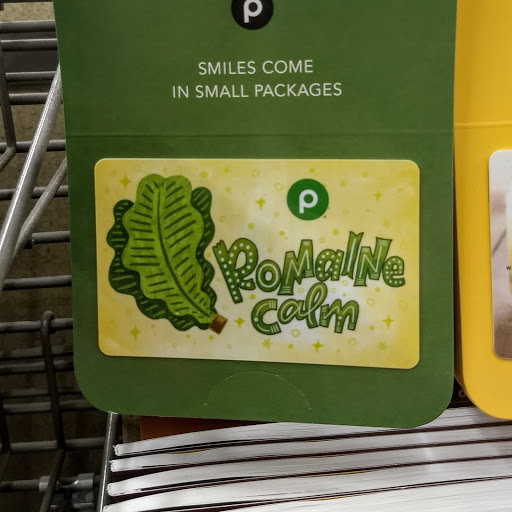 p
SMILES COME
IN SMALL PACKAGES
p
ROMAINE
calm